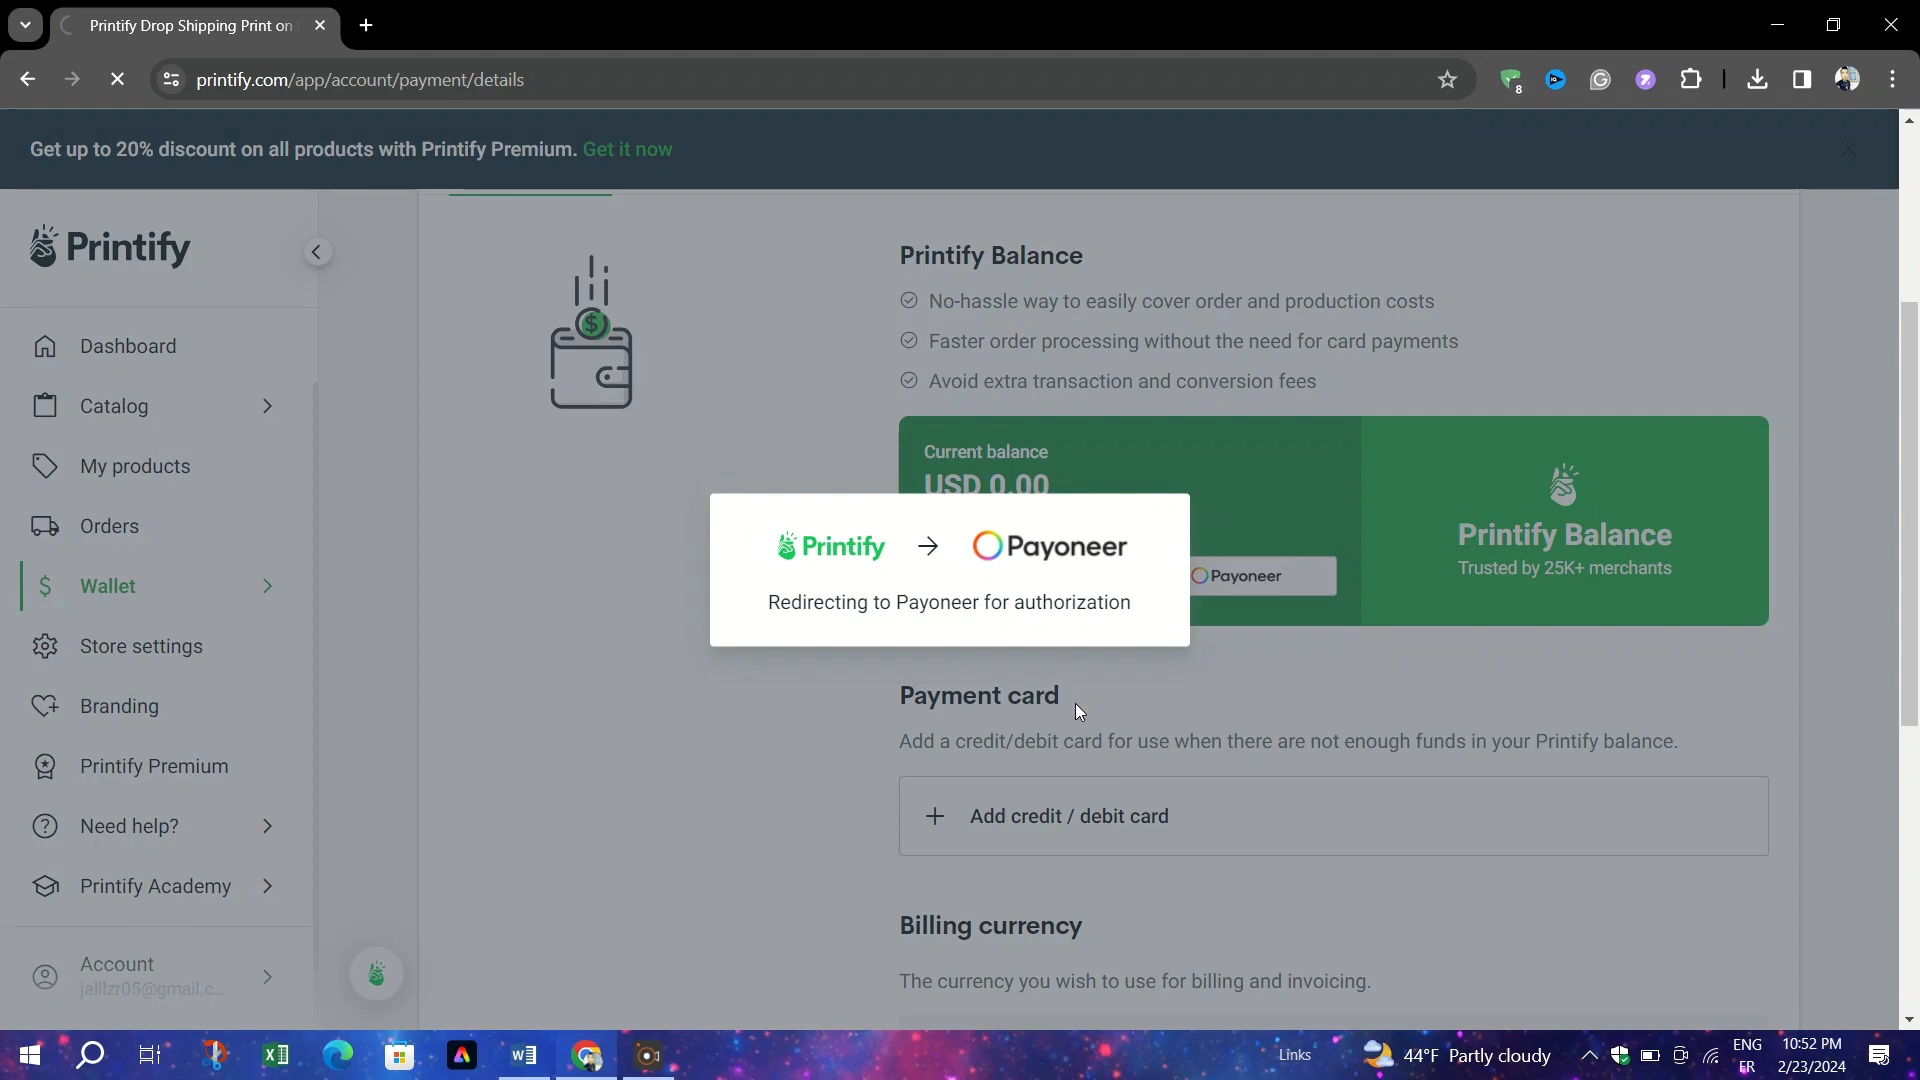 Printify Drop Shipping Print on
printify.com/app/account/payment/details
8
Get up to 20% discount on all products with Printify Premium. Get it now
Printify
Dashboard
Catalog
My products
Orders
Wallet
Store settings
Branding
Printify Premium
Need help?
Printify Academy
Account
jalllzr05@gmail.c...
Printify Balance
No-hassle way to easily cover order and production costs
Faster order processing without the need for card payments
Avoid extra transaction and conversion fees
Current balance
USD 0.00
Payoneer
Printify Balance
Trusted by 25K+ merchants
Printify → Payoneer
Redirecting to Payoneer for authorization
Payment card
Add a credit/debit card for use when there are not enough funds in your Printify balance.
Add credit / debit card
Billing currency
The currency you wish to use for billing and invoicing.
Links
44°F Partly cloudy
ENG
FR
10:52 PM
2/23/2024